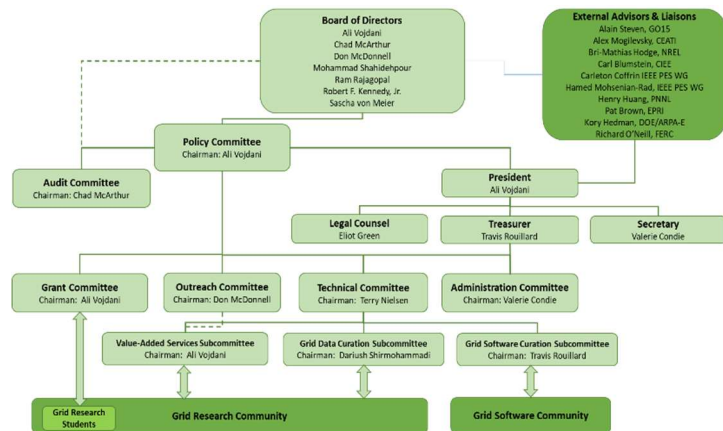 Board of Directors
Ali Vojdani
Chad McArthur
Don McDonnell
Mohammad Shahidehpour
Ram Rajagopal
Robert F. Kennedy, Jr.
Sascha von Meier
External Advisors & Liaisons
Alain Steven, GO15
Alex Mogilevsky, CEATI
Bri-Mathias Hodge, NREL
Carl Blumstein, CIEE
Carleton Coffrin IEEE PES WG
Hamed Mohsenian-Rad, IEEE PES WG
Henry Huang, PNNL
Pat Brown, EPRI
Kory Hedman, DOE/ARPA-E
Richard O'Neill, FERC
Policy Committee
Chairman: Ali Vojdani
Audit Committee
Chairman: Chad McArthur
President
Ali Vojdani
Legal Counsel
Eliot Green
Treasurer
Travis Rouillard
Secretary
Valerie Condie
Grant Committee
Chairman: Ali Vojdani
Outreach Committee
Chairman: Don McDonnell
Technical Committee
Chairman: Terry Nielsen
Administration Committee
Chairman: Valerie Condie
Value-Added Services Subcommittee
Chairman: Ali Vojdani
Grid Data Curation Subcommittee
Chairman: Dariush Shirmohammadi
Grid Software Curation Subcommittee
Chairman: Travis Rouillard
Grid Research
Students
Grid Research Community
Grid Software Community